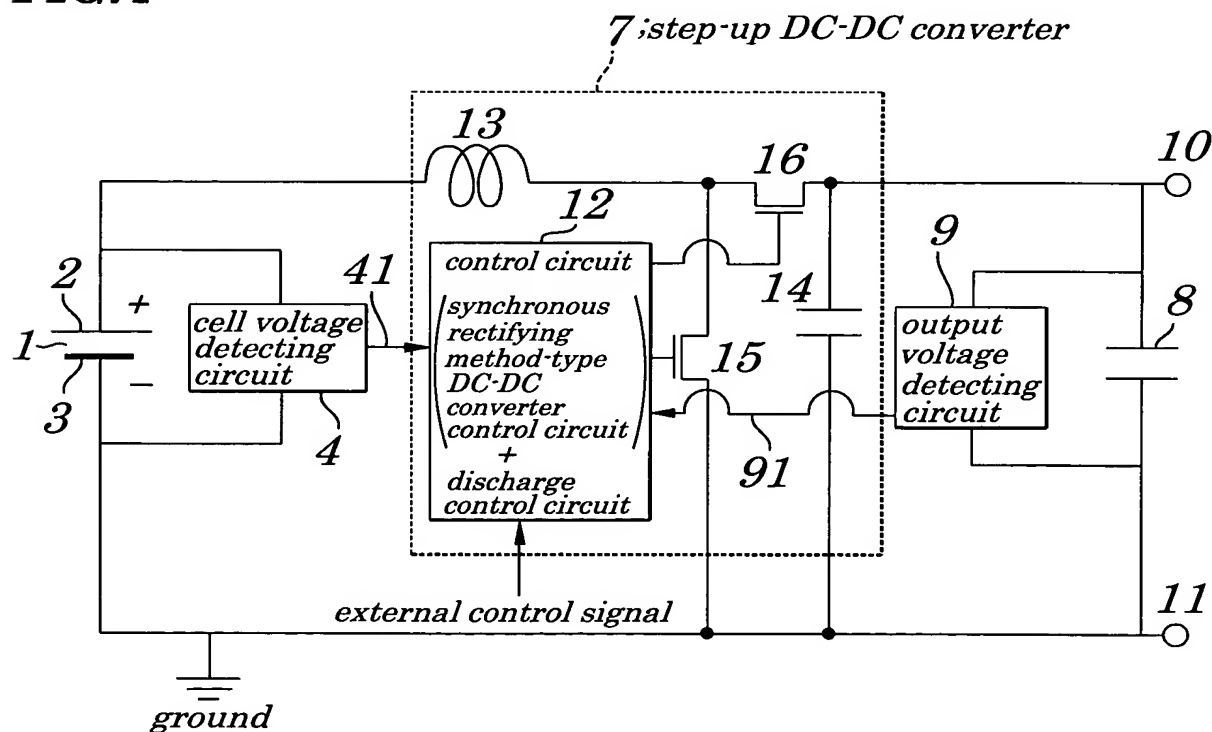 7 ;step-up DC-DC converter
13
16
10
12
control circuit
2
+
41
14
9
1
cell voltage
detecting
circuit
(synchronous
rectifying
method-type
DC-DC
converter
control circuit)
+
discharge
control circuit
15
output
voltage
detecting
circuit
8
3
−
4
91
external control signal
11
ground